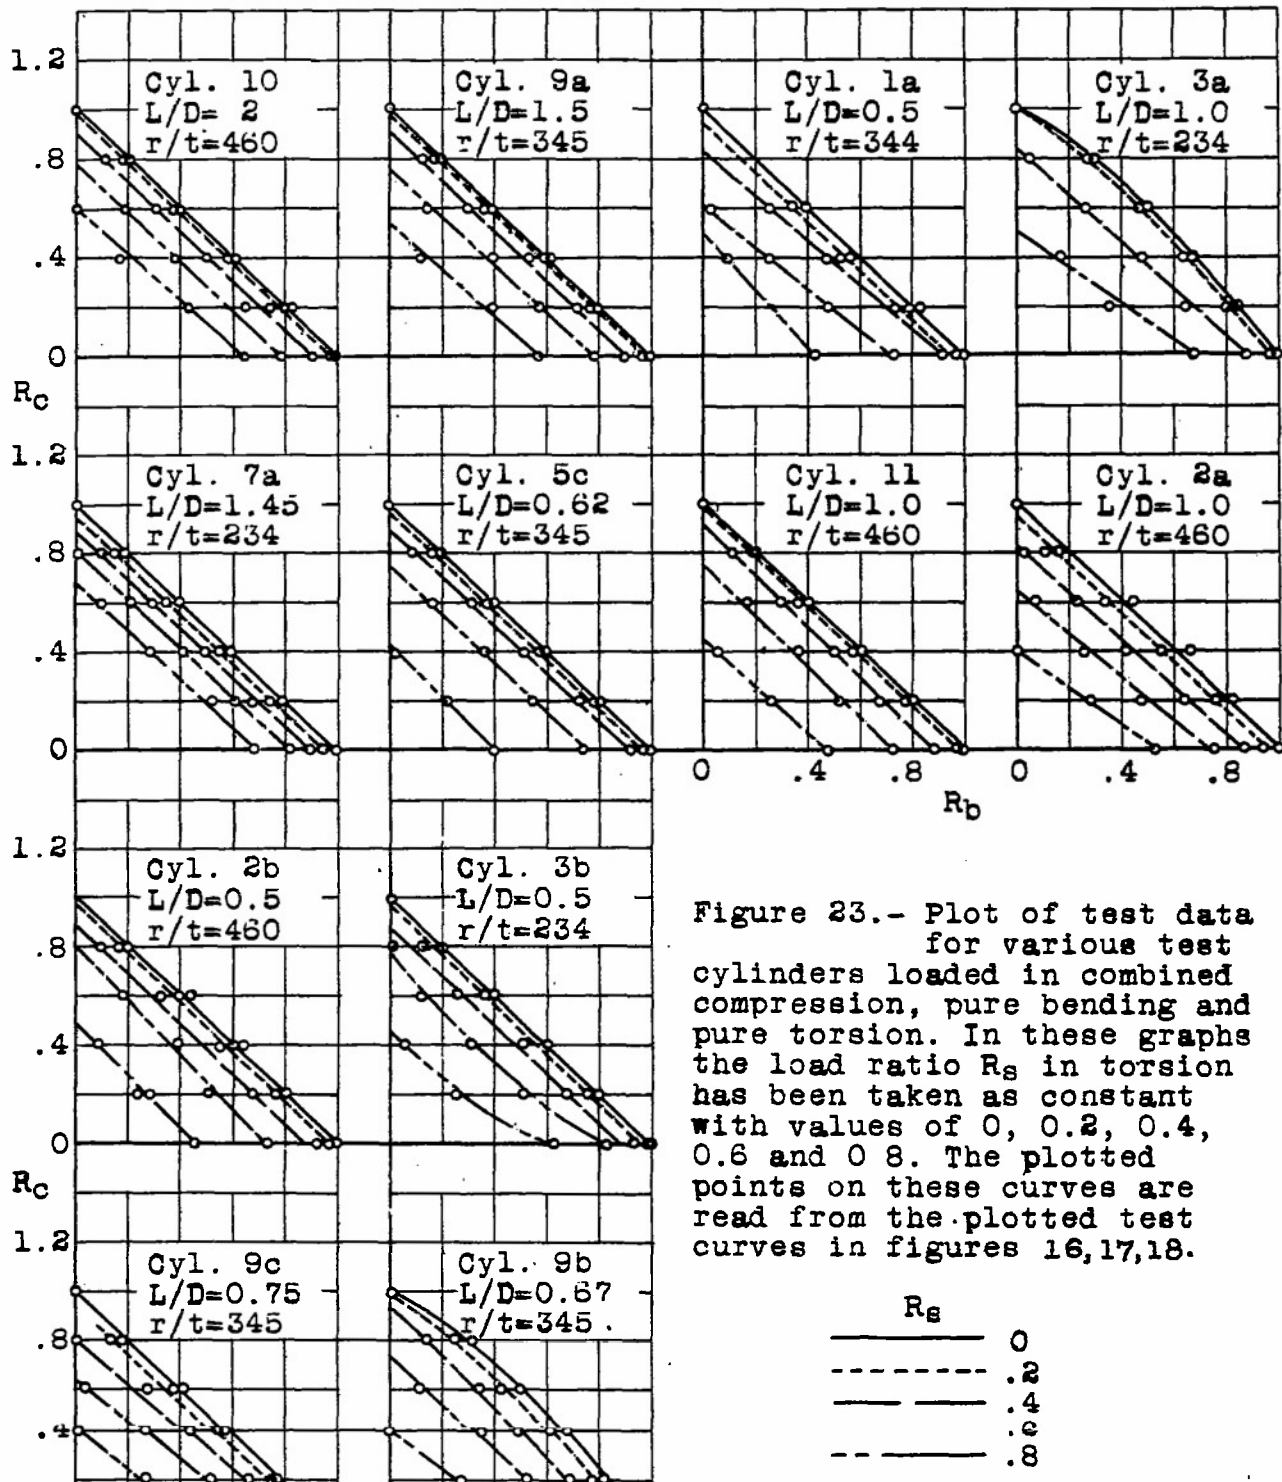 1.2
Cyl. 10
L/D= 2
r/t=460
Cyl. 9a
L/D=1.5
r/t=345
Cyl. 1a
L/D=0.5
r/t=344
Cyl. 3a
L/D=1.0
r/t=234
.8
.4
0
Rc
1.2
Cyl. 7a
L/D=1.45
r/t=234
Cyl. 5c
L/D=0.62
r/t=345
Cyl. 11
L/D=1.0
r/t=460
Cyl. 2a
L/D=1.0
r/t=460
.8
.4
0
0 .4 .8
0 .4 .8
Rb
1.2
Cyl. 2b
L/D=0.5
r/t=460
Cyl. 3b
L/D=0.5
r/t=234
.8
.4
0
Rc
1.2
Cyl. 9c
L/D=0.75
r/t=345
Cyl. 9b
L/D=0.67
r/t=345
.8
.4
Figure 23.- Plot of test data
for various test
cylinders loaded in combined
compression, pure bending and
pure torsion. In these graphs
the load ratio Rs in torsion
has been taken as constant
with values of 0, 0.2, 0.4,
0.6 and 0 8. The plotted
points on these curves are
read from the plotted test
curves in figures 16,17,18.
Rs
0
.2
.4
.8